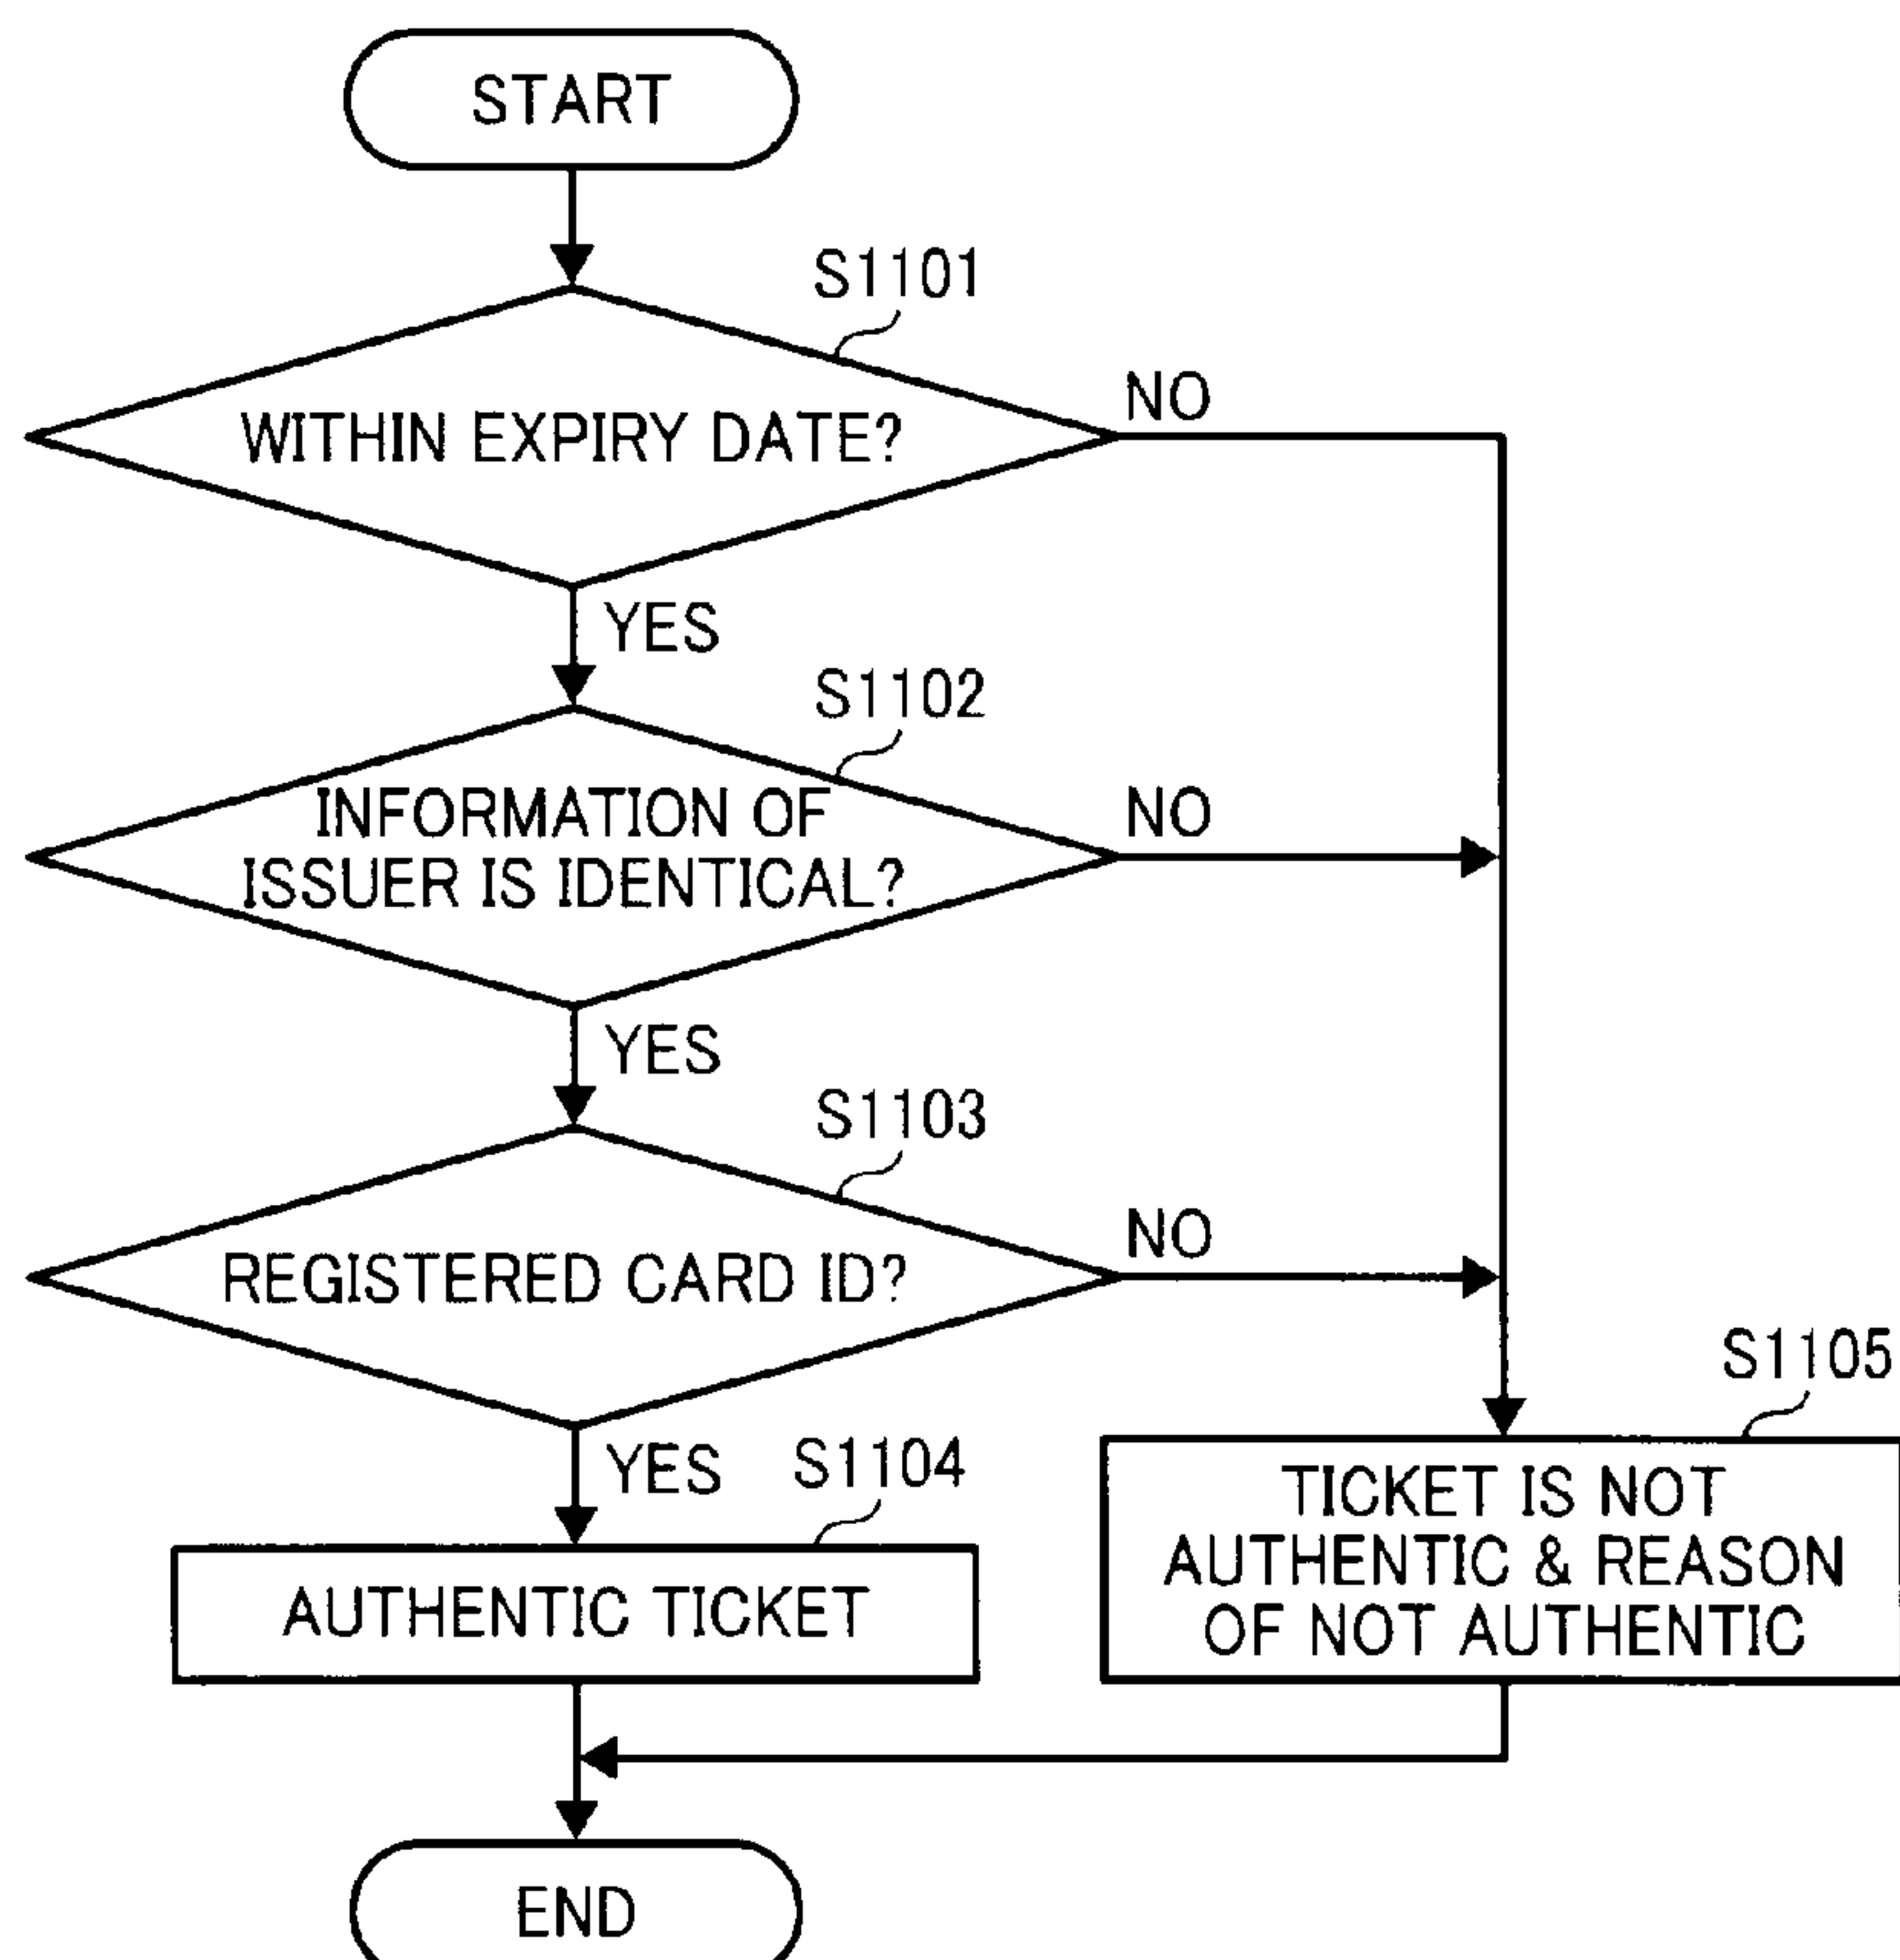 START
S1101
WITHIN EXPIRY DATE?
NO
YES
S1102
INFORMATION OF
ISSUER IS IDENTICAL?
NO
YES
S1103
REGISTERED CARD ID?
NO
YES
S1104
AUTHENTIC TICKET
S1105
TICKET IS NOT
AUTHENTIC & REASON
OF NOT AUTHENTIC
END